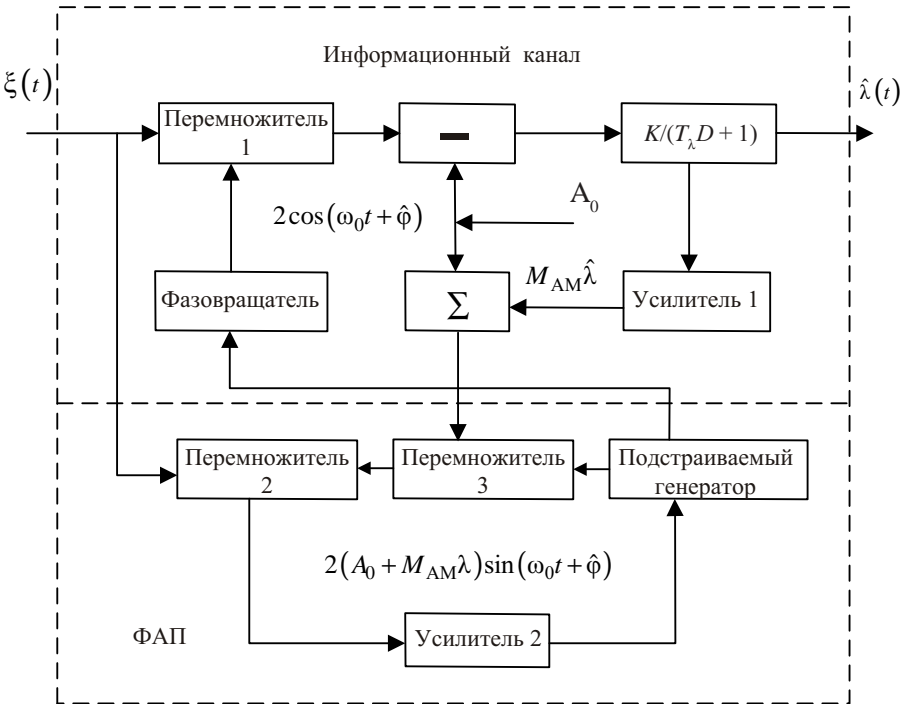 Информационный канал
ξ(t)
λ̂(t)
Перемножитель
1
−
K/(T_λ D + 1)
2cos(ω₀t + φ̂)
A₀
M_AM λ̂
Фазовращатель
Σ
Усилитель 1
Перемножитель
2
Перемножитель
3
Подстраиваемый
генератор
2(A₀ + M_AM λ)sin(ω₀t + φ̂)
ФАП
Усилитель 2